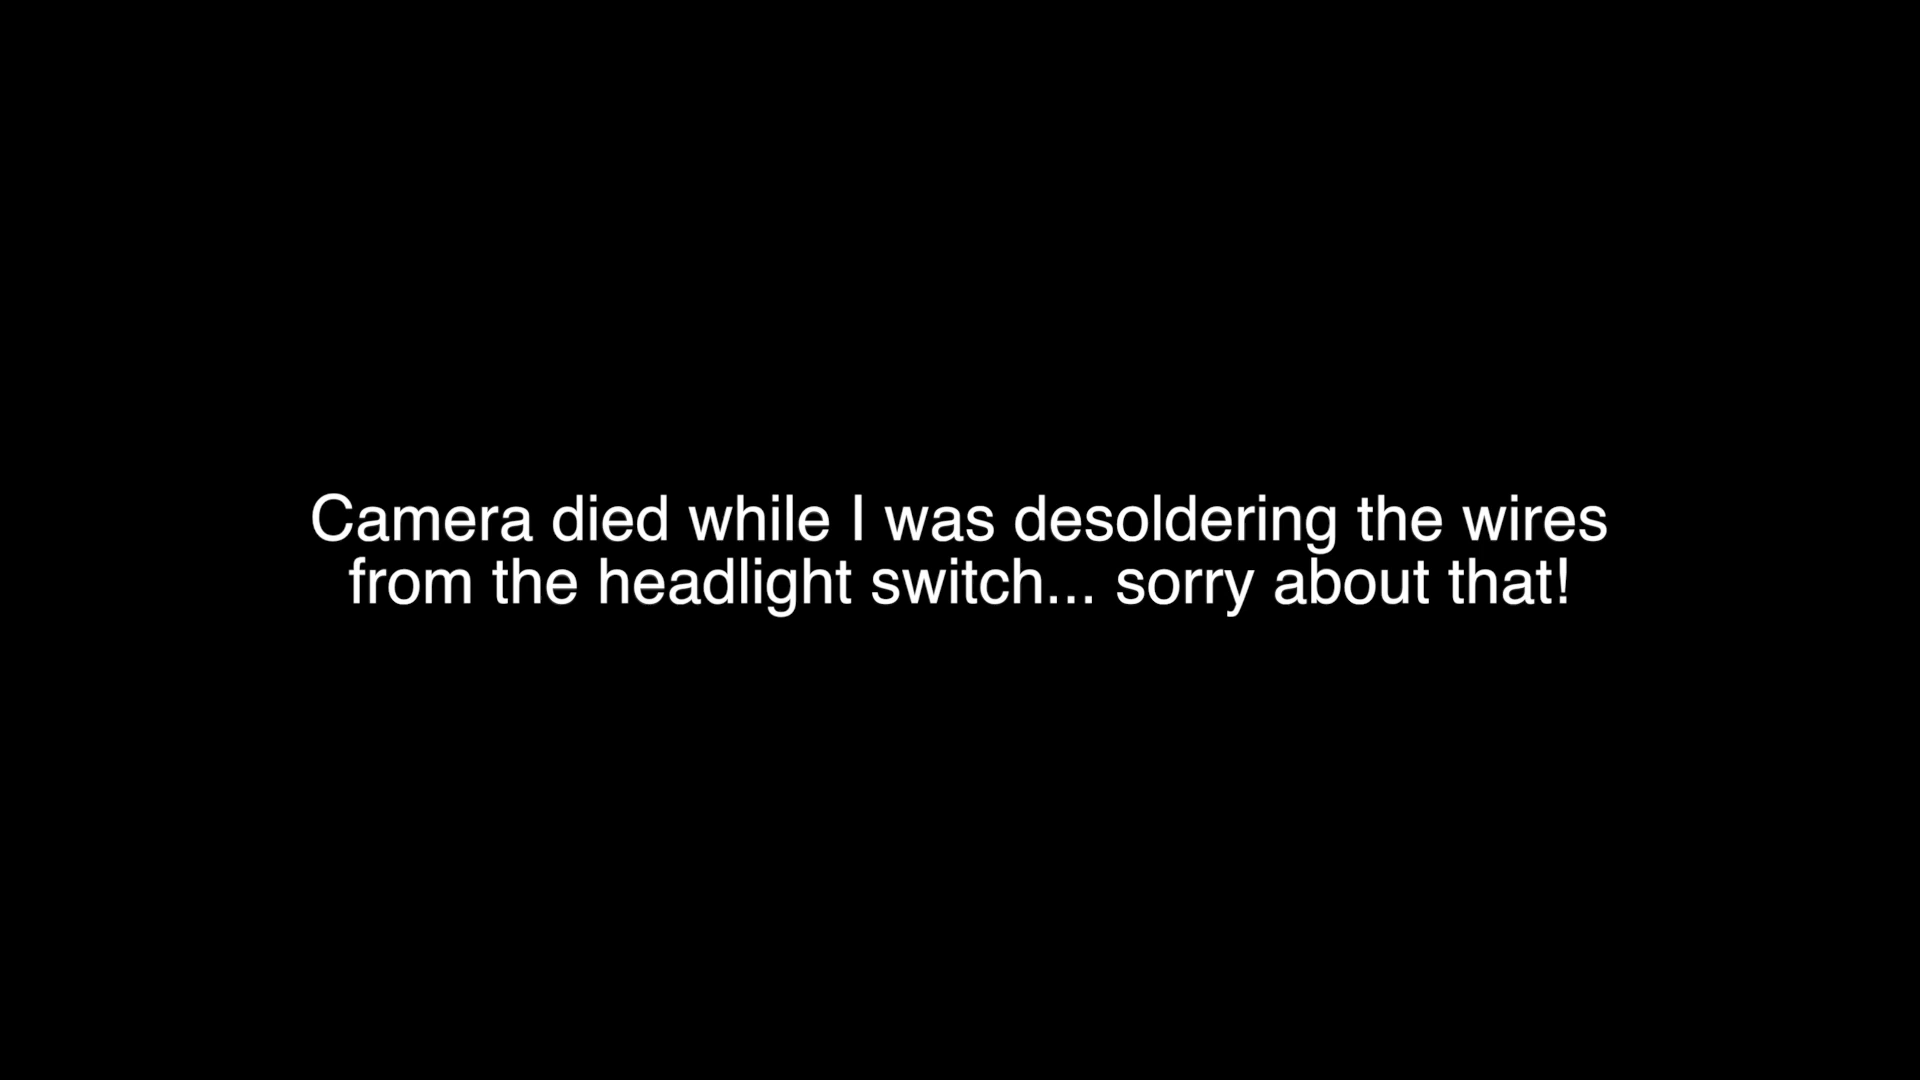 Camera died while I was desoldering the wires
from the headlight switch... sorry about that!